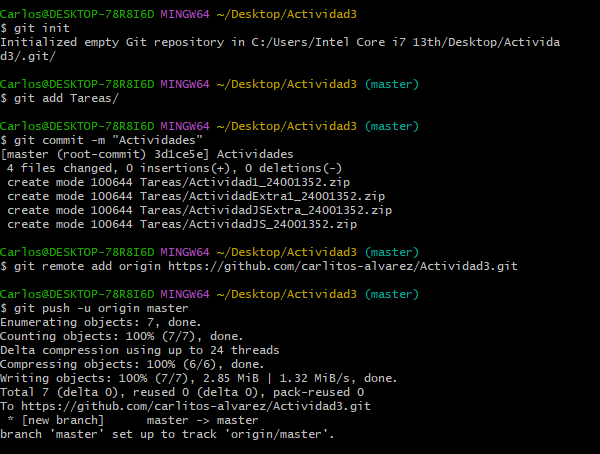 Carlos@DESKTOP-78R8I6D MINGW64 ~/Desktop/Actividad3
$ git init
Initialized empty Git repository in C:/Users/Intel Core i7 13th/Desktop/Activida
d3/.git/
Carlos@DESKTOP-78R8I6D MINGW64 ~/Desktop/Actividad3 (master)
$ git add Tareas/
Carlos@DESKTOP-78R8I6D MINGW64 ~/Desktop/Actividad3 (master)
$ git commit -m "Actividades"
[master (root-commit) 3d1ce5e] Actividades
 4 files changed, 0 insertions(+), 0 deletions(-)
 create mode 100644 Tareas/Actividad1_24001352.zip
 create mode 100644 Tareas/ActividadExtra1_24001352.zip
 create mode 100644 Tareas/ActividadJSExtra_24001352.zip
 create mode 100644 Tareas/ActividadJS_24001352.zip
Carlos@DESKTOP-78R8I6D MINGW64 ~/Desktop/Actividad3 (master)
$ git remote add origin https://github.com/carlitos-alvarez/Actividad3.git
Carlos@DESKTOP-78R8I6D MINGW64 ~/Desktop/Actividad3 (master)
$ git push -u origin master
Enumerating objects: 7, done.
Counting objects: 100% (7/7), done.
Delta compression using up to 24 threads
Compressing objects: 100% (6/6), done.
Writing objects: 100% (7/7), 2.85 MiB | 1.32 MiB/s, done.
Total 7 (delta 0), reused 0 (delta 0), pack-reused 0
To https://github.com/carlitos-alvarez/Actividad3.git
 * [new branch]      master -> master
branch 'master' set up to track 'origin/master'.